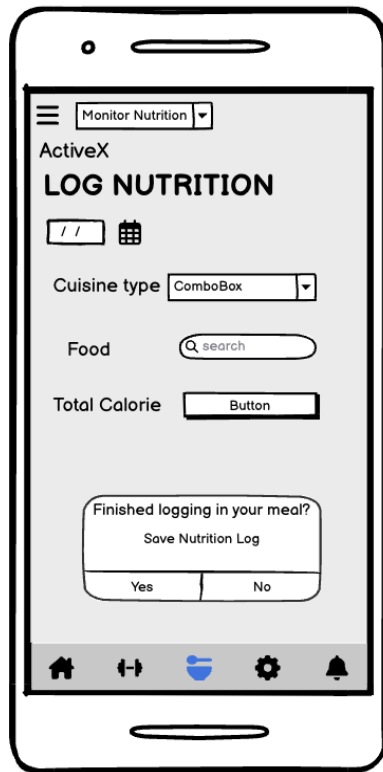 Monitor Nutrition
ActiveX
LOG NUTRITION
/ /
Cuisine type ComboBox
Food search
Total Calorie Button
Finished logging in your meal?
Save Nutrition Log
Yes No